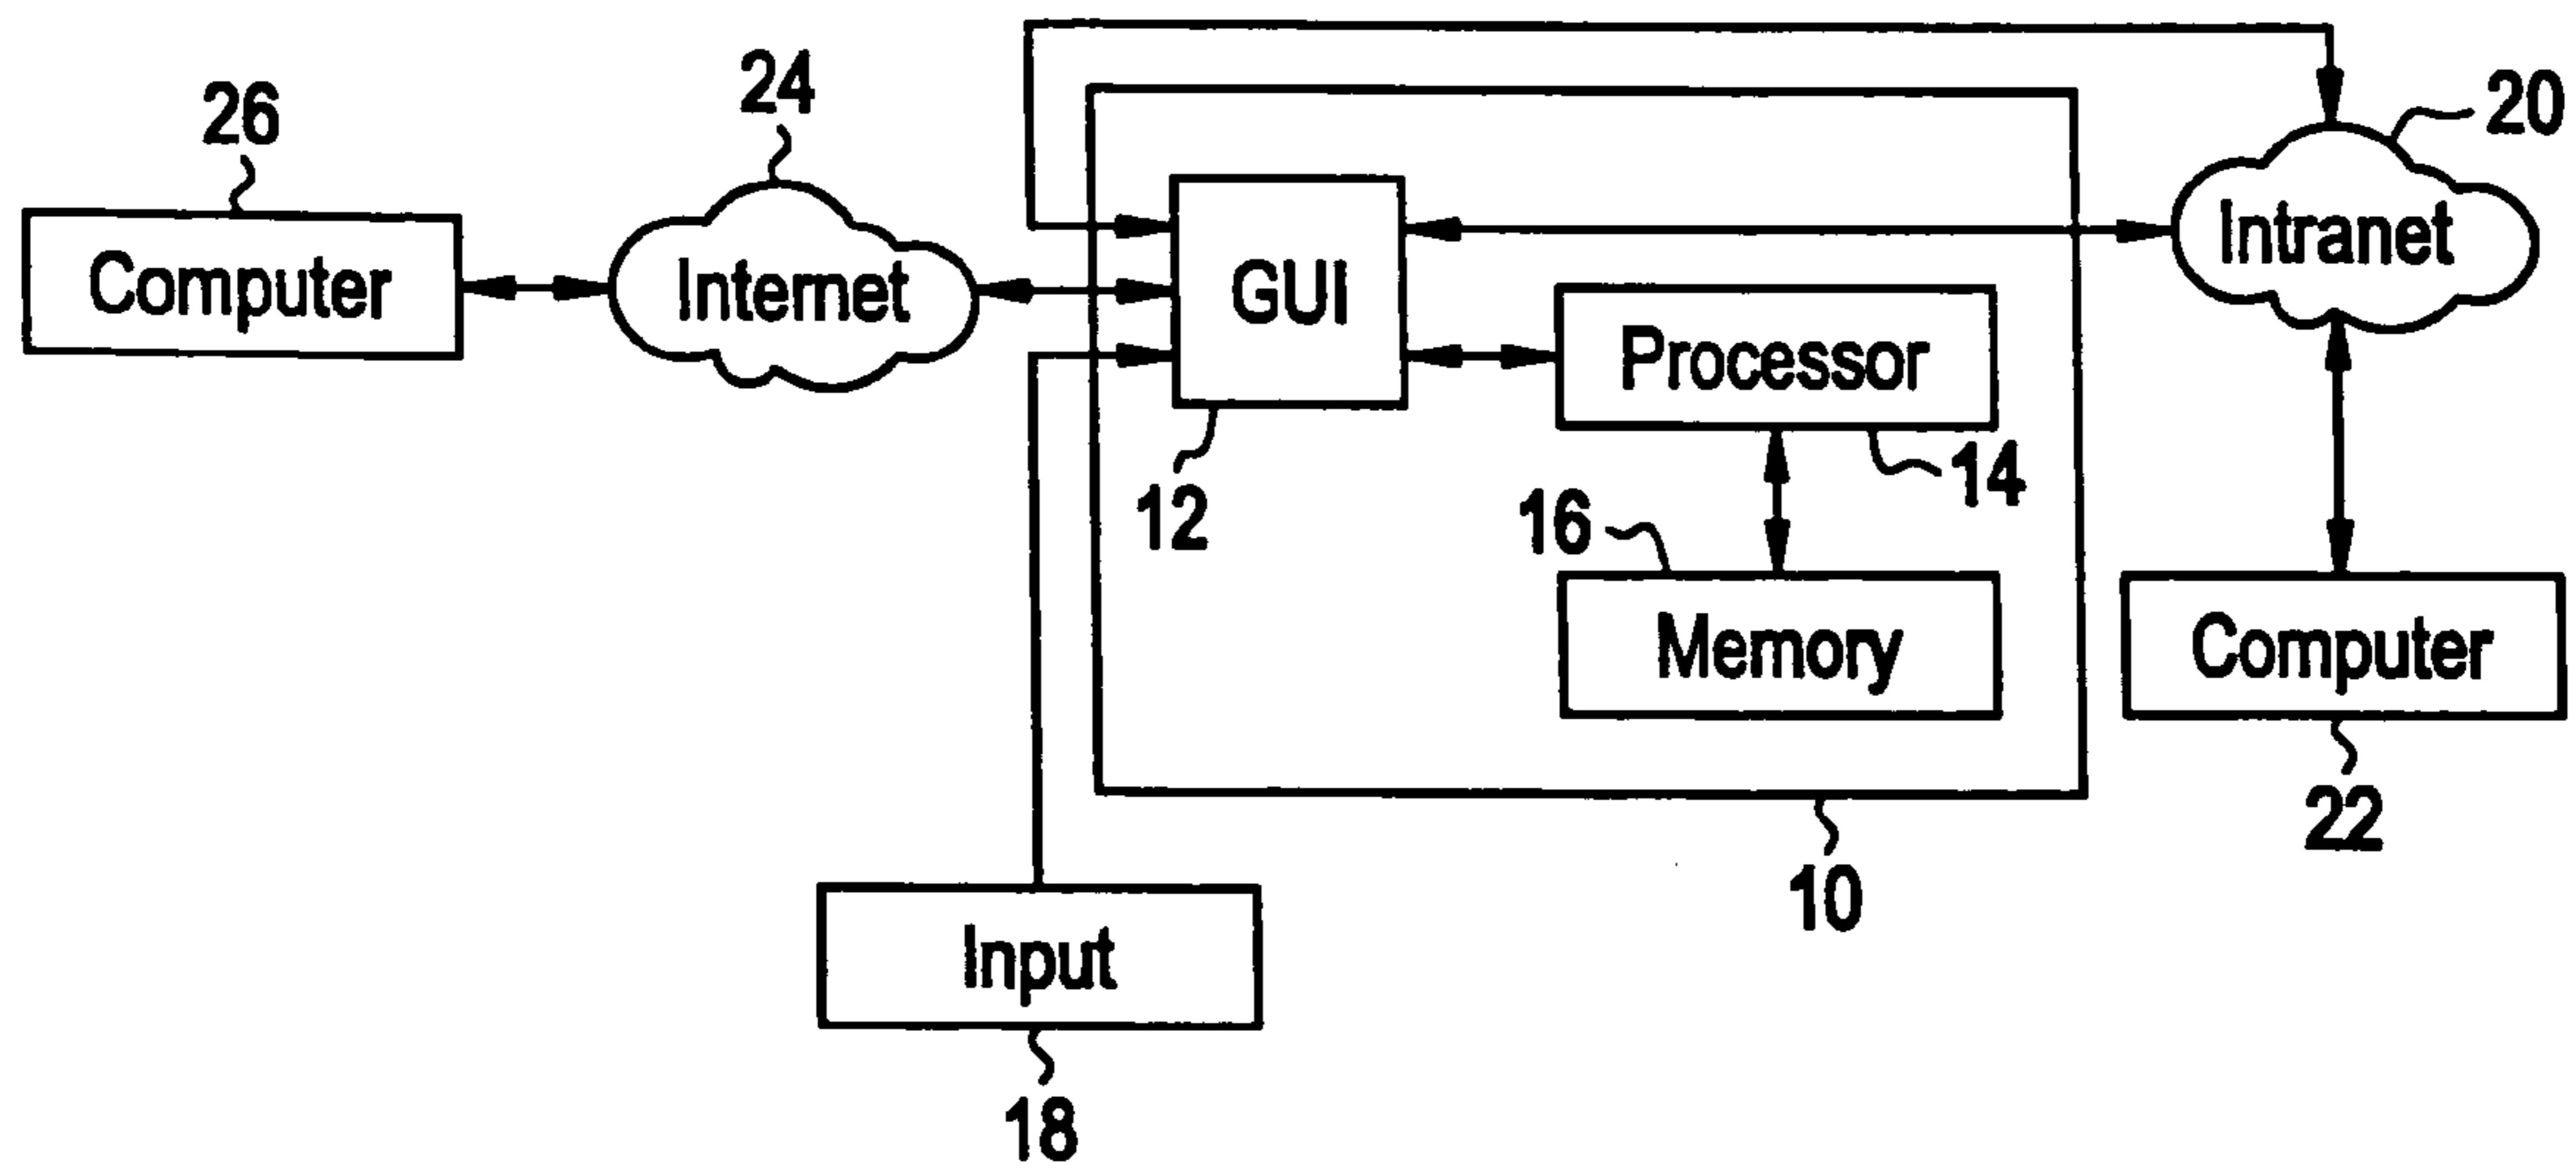 24
20
26
Intranet
Computer
Internet
GUI
Processor
14
12
16
Memory
Computer
22
10
Input
18